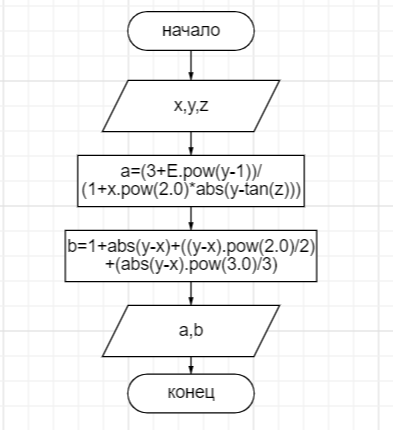 начало
x,y,z
a=(3+E.pow(y-1))/
(1+x.pow(2.0)*abs(y-tan(z)))
b=1+abs(y-x)+((y-x).pow(2.0)/2)
+(abs(y-x).pow(3.0)/3)
a,b
конец